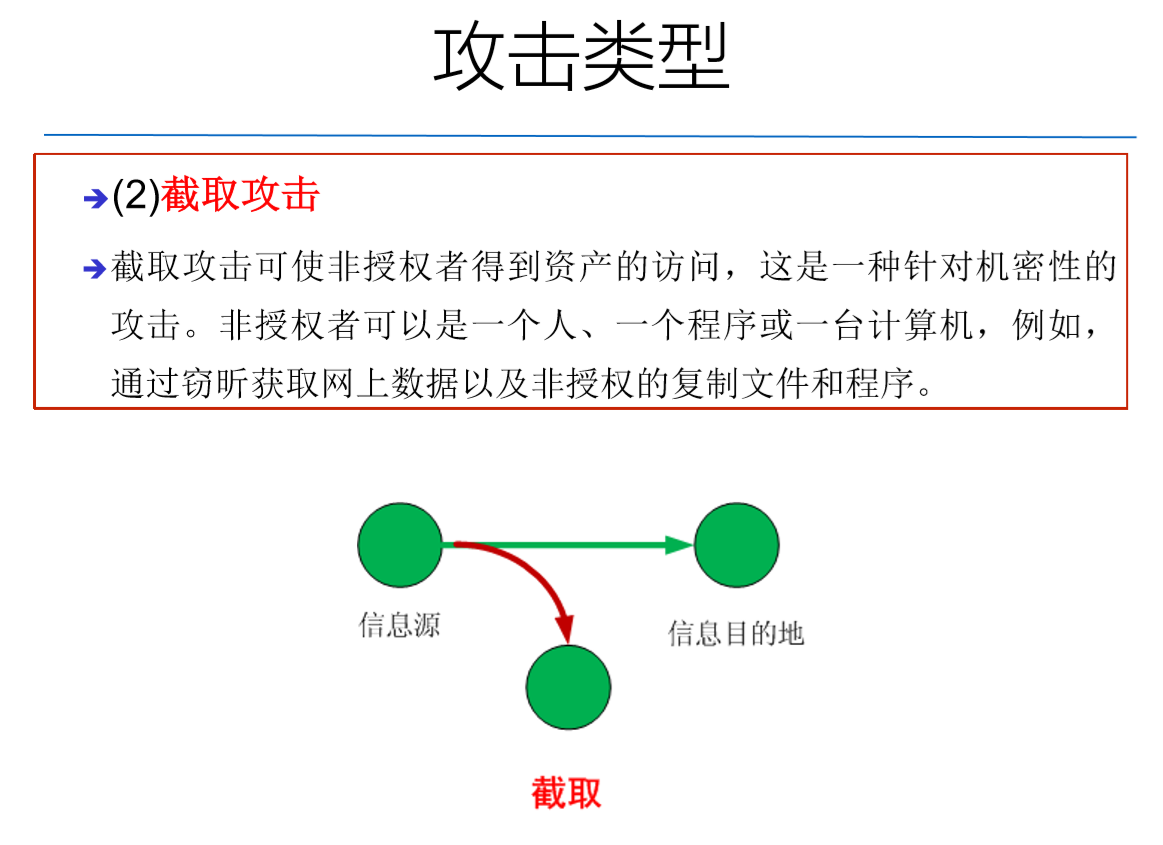 攻击类型
(2)截取攻击
截取攻击可使非授权者得到资产的访问，这是一种针对机密性的
攻击。非授权者可以是一个人、一个程序或一台计算机，例如，
通过窃听获取网上数据以及非授权的复制文件和程序。
信息源
信息目的地
截取